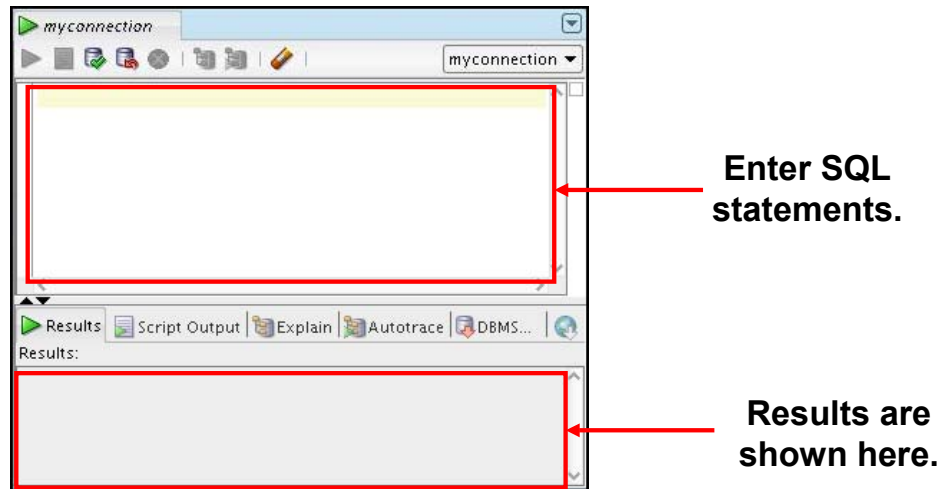 myconnection
myconnection
Enter SQL
statements.
Results Script Output Explain Autotrace DBMS...
Results:
Results are
shown here.